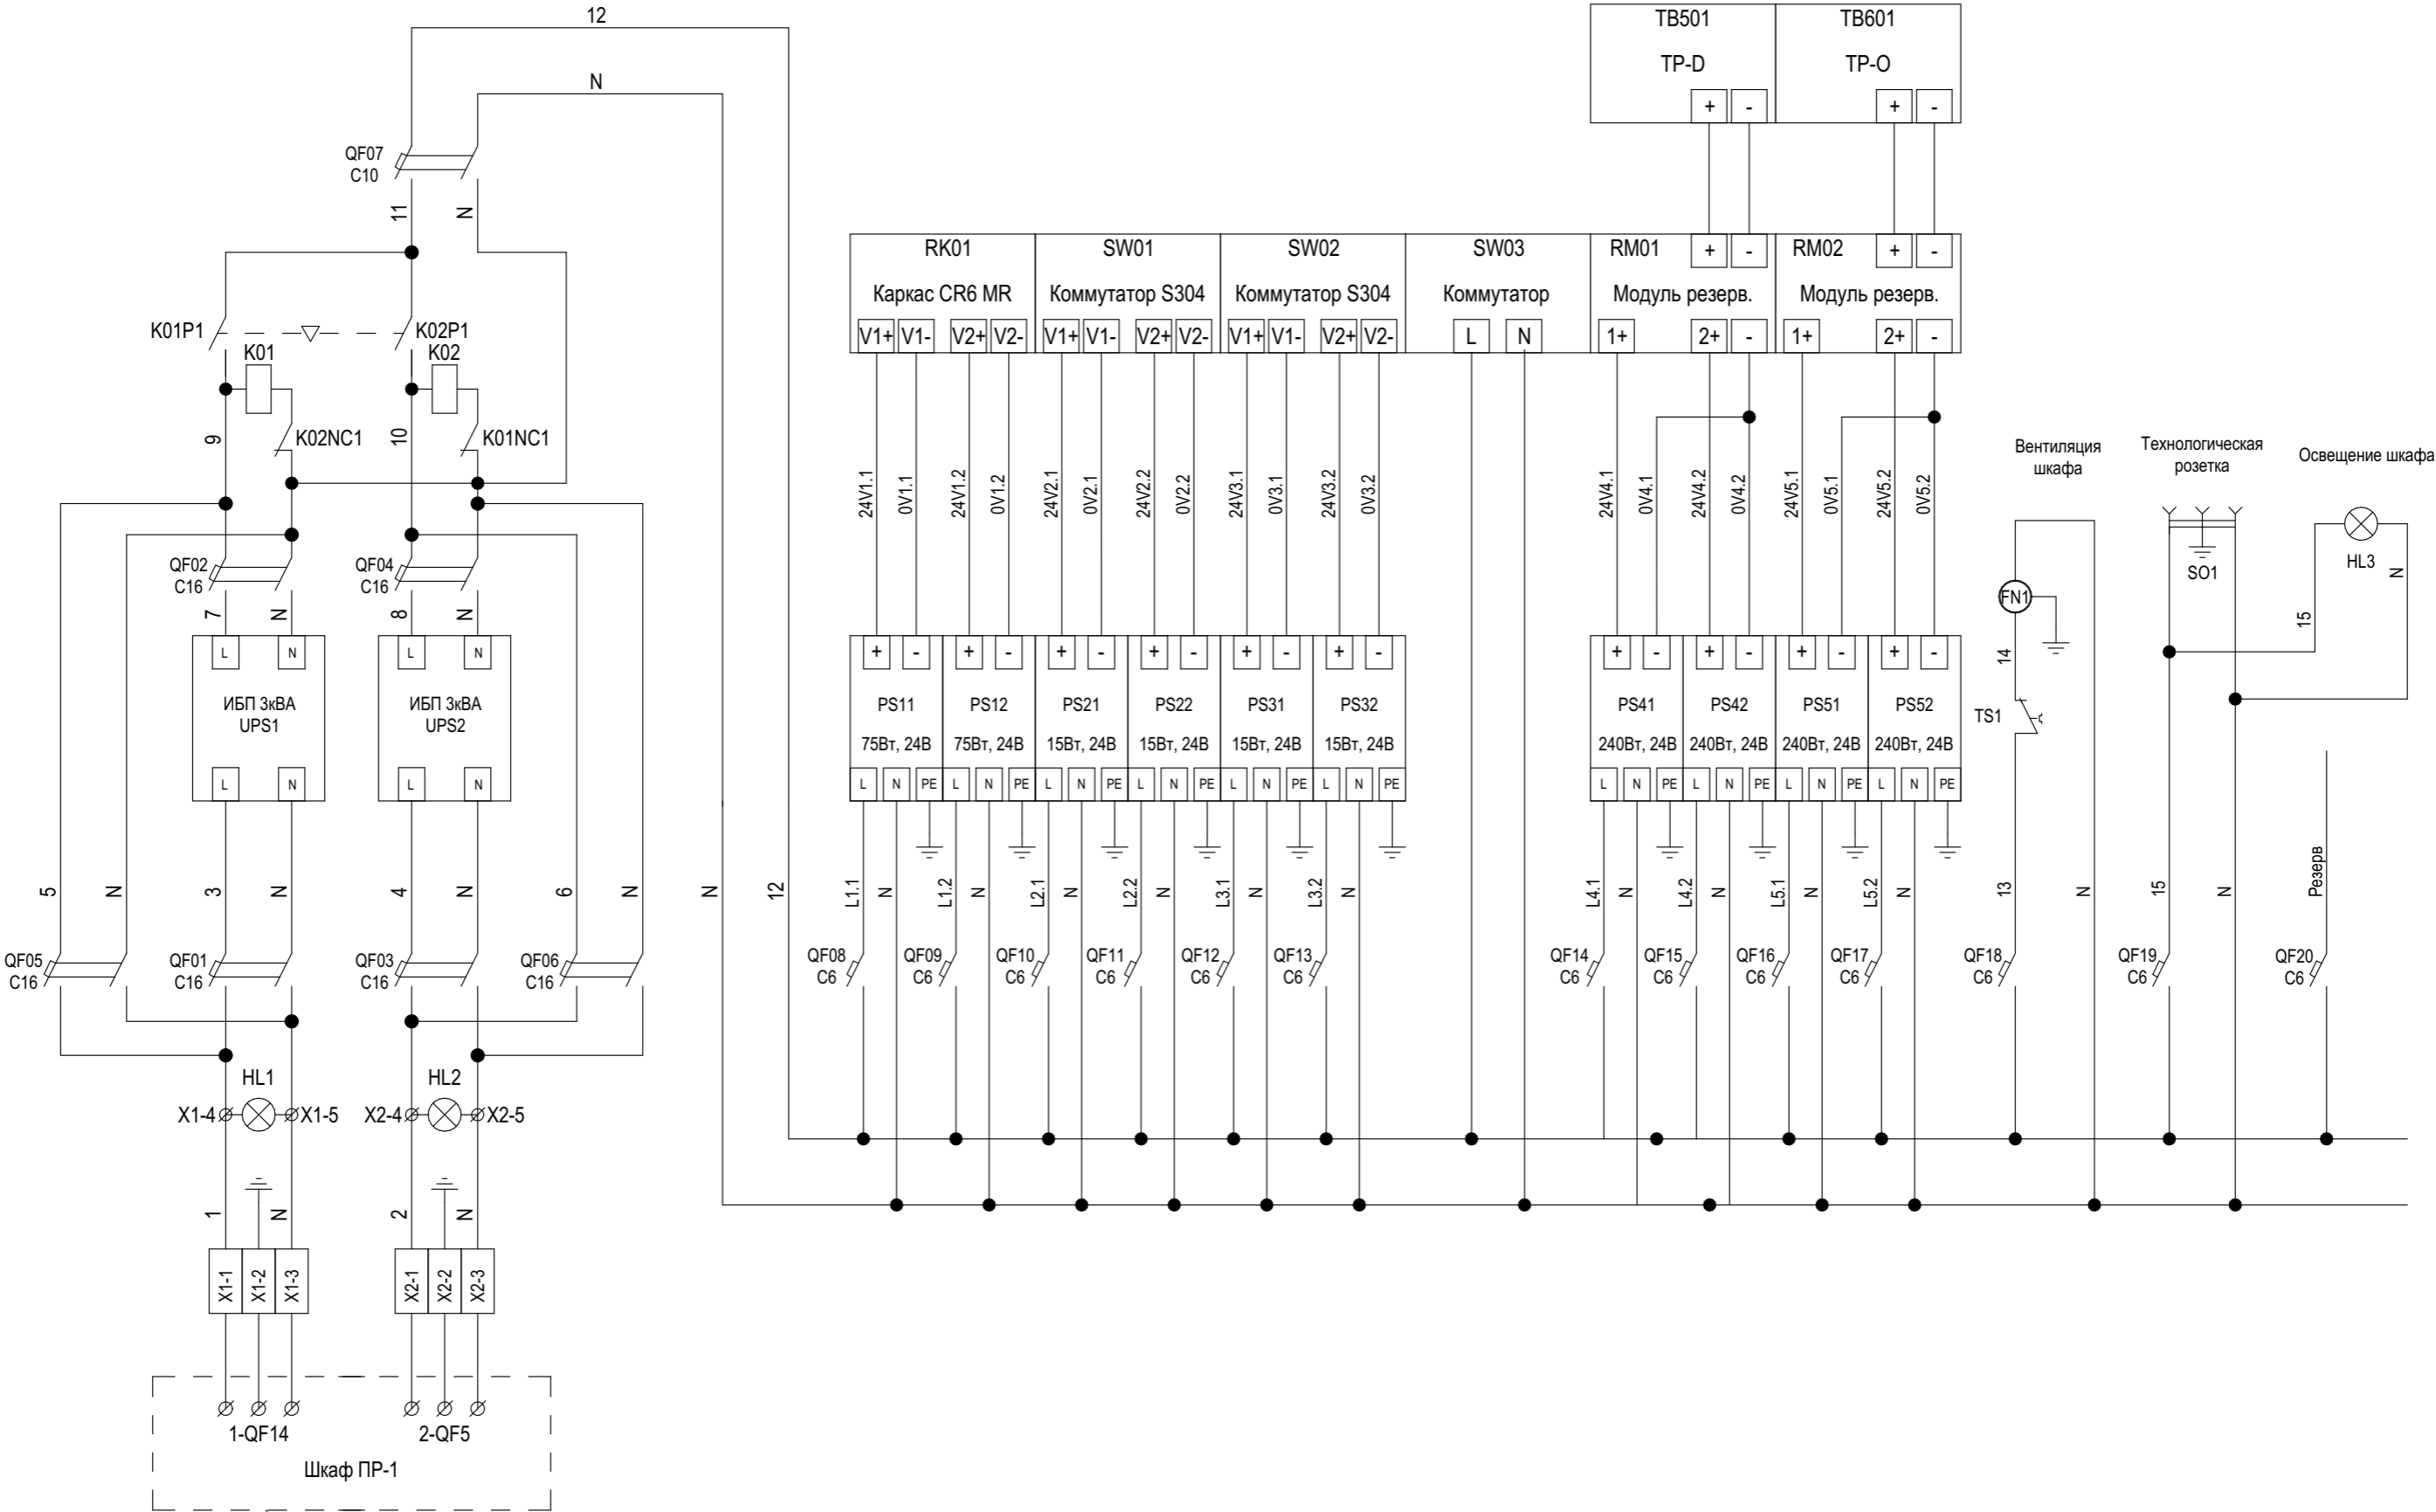 12
TB501
TB601
TP-D
TP-O
+
-
+
-
N
QF07
C10
11
N
RK01
SW01
SW02
SW03
RM01
+
-
RM02
+
-
Каркас CR6 MR
Коммутатор S304
Коммутатор S304
Коммутатор
Модуль резерв.
Модуль резерв.
V1+
V1-
V2+
V2-
V1+
V1-
V2+
V2-
V1+
V1-
V2+
V2-
L
N
1+
2+
-
1+
2+
-
K01P1
K02P1
K01
K02
9
K02NC1
10
K01NC1
24V1.1
0V1.1
24V1.2
0V1.2
24V2.1
0V2.1
24V2.2
0V2.2
24V3.1
0V3.1
24V3.2
0V3.2
24V4.1
0V4.1
24V4.2
0V4.2
24V5.1
0V5.1
24V5.2
0V5.2
Вентиляция
шкафа
Технологическая
розетка
Освещение шкафа
QF02
C16
QF04
C16
7
N
8
N
FN1
SO1
HL3
N
15
14
TS1
L
N
L
N
ИБП 3кВА
UPS1
ИБП 3кВА
UPS2
L
N
L
N
+
-
+
-
+
-
+
-
+
-
+
-
+
-
+
-
+
-
+
-
PS11
PS12
PS21
PS22
PS31
PS32
PS41
PS42
PS51
PS52
75Вт, 24В
75Вт, 24В
15Вт, 24В
15Вт, 24В
15Вт, 24В
15Вт, 24В
240Вт, 24В
240Вт, 24В
240Вт, 24В
240Вт, 24В
L
N
PE
L
N
PE
L
N
PE
L
N
PE
L
N
PE
L
N
PE
L
N
PE
L
N
PE
L
N
PE
L
N
PE
5
N
3
N
4
N
6
N
N
12
L1.1
N
L1.2
N
L2.1
N
L2.2
N
L3.1
N
L3.2
N
L4.1
N
L4.2
N
L5.1
N
L5.2
N
13
N
15
N
Резерв
QF05
C16
QF01
C16
QF03
C16
QF06
C16
QF08
C6
QF09
C6
QF10
C6
QF11
C6
QF12
C6
QF13
C6
QF14
C6
QF15
C6
QF16
C6
QF17
C6
QF18
C6
QF19
C6
QF20
C6
HL1
HL2
X1-4
X1-5
X2-4
X2-5
1
N
2
N
X1-1
X1-2
X1-3
X2-1
X2-2
X2-3
1-QF14
2-QF5
Шкаф ПР-1